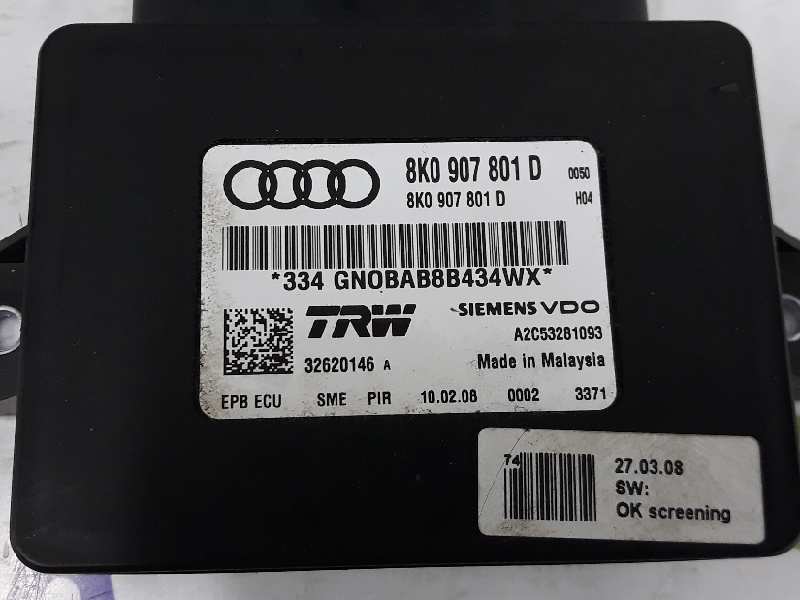 8K0 907 801 D 0050
8K0 907 801 D H04
*334 GNOBAB8B434WX*
TRW SIEMENS VDO
A2C53281093
32620146 A Made in Malaysia
EPB ECU SME PIR 10.02.08 0002 3371
74 27.03.08
SW:
OK screening